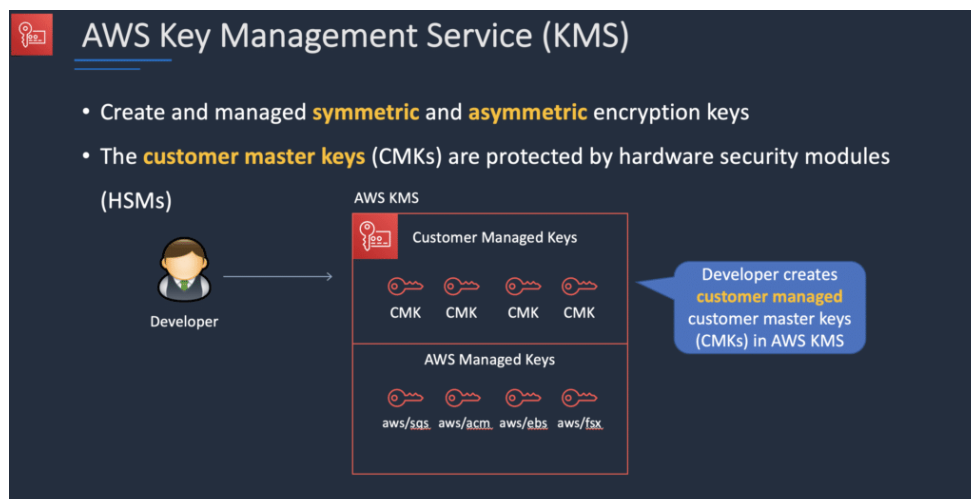 AWS Key Management Service (KMS)
• Create and managed symmetric and asymmetric encryption keys
• The customer master keys (CMKs) are protected by hardware security modules
(HSMs)
AWS KMS
Customer Managed Keys
CMK CMK CMK CMK
Developer
Developer creates
customer managed
customer master keys
(CMKs) in AWS KMS
AWS Managed Keys
aws/sqs aws/acm aws/ebs aws/fsx